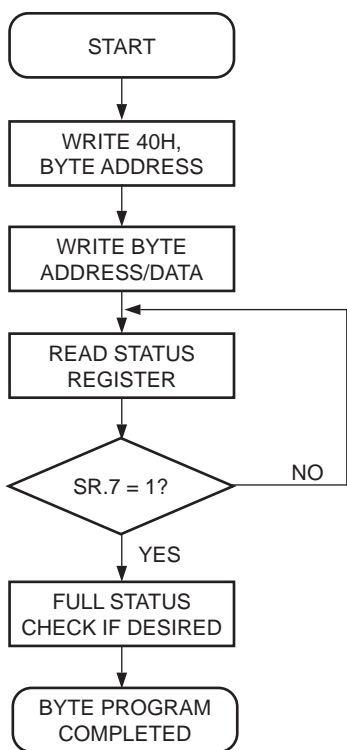 START
WRITE 40H,
BYTE ADDRESS
WRITE BYTE
ADDRESS/DATA
READ STATUS
REGISTER
SR.7 = 1?
NO
YES
FULL STATUS
CHECK IF DESIRED
BYTE PROGRAM
COMPLETED